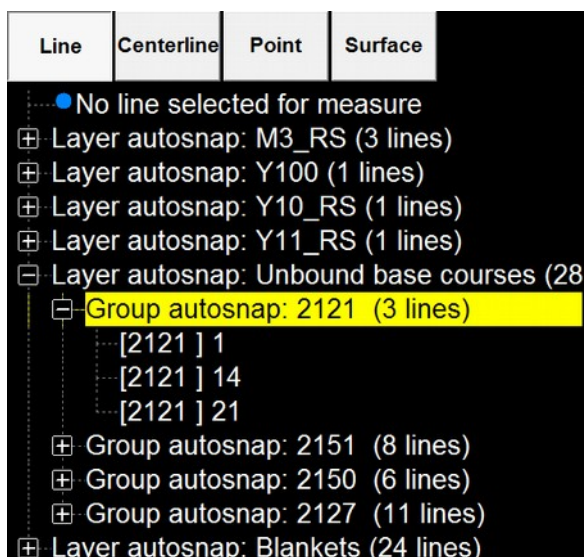 Line Centerline Point Surface
No line selected for measure
Layer autosnap: M3_RS (3 lines)
Layer autosnap: Y100 (1 lines)
Layer autosnap: Y10_RS (1 lines)
Layer autosnap: Y11_RS (1 lines)
Layer autosnap: Unbound base courses (28
Group autosnap: 2121 (3 lines)
[2121 ] 1
[2121 ] 14
[2121 ] 21
Group autosnap: 2151 (8 lines)
Group autosnap: 2150 (6 lines)
Group autosnap: 2127 (11 lines)
Layer autosnap: Blankets (24 lines)